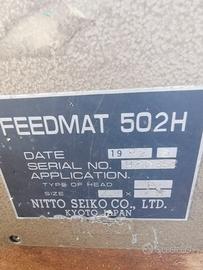 FEEDMAT 502H
DATE 19
SERIAL NO.
APPLICATION.
TYPE OF HEAD
SIZE X
NITTO SEIKO CO., LTD.
KYOTO JAPAN